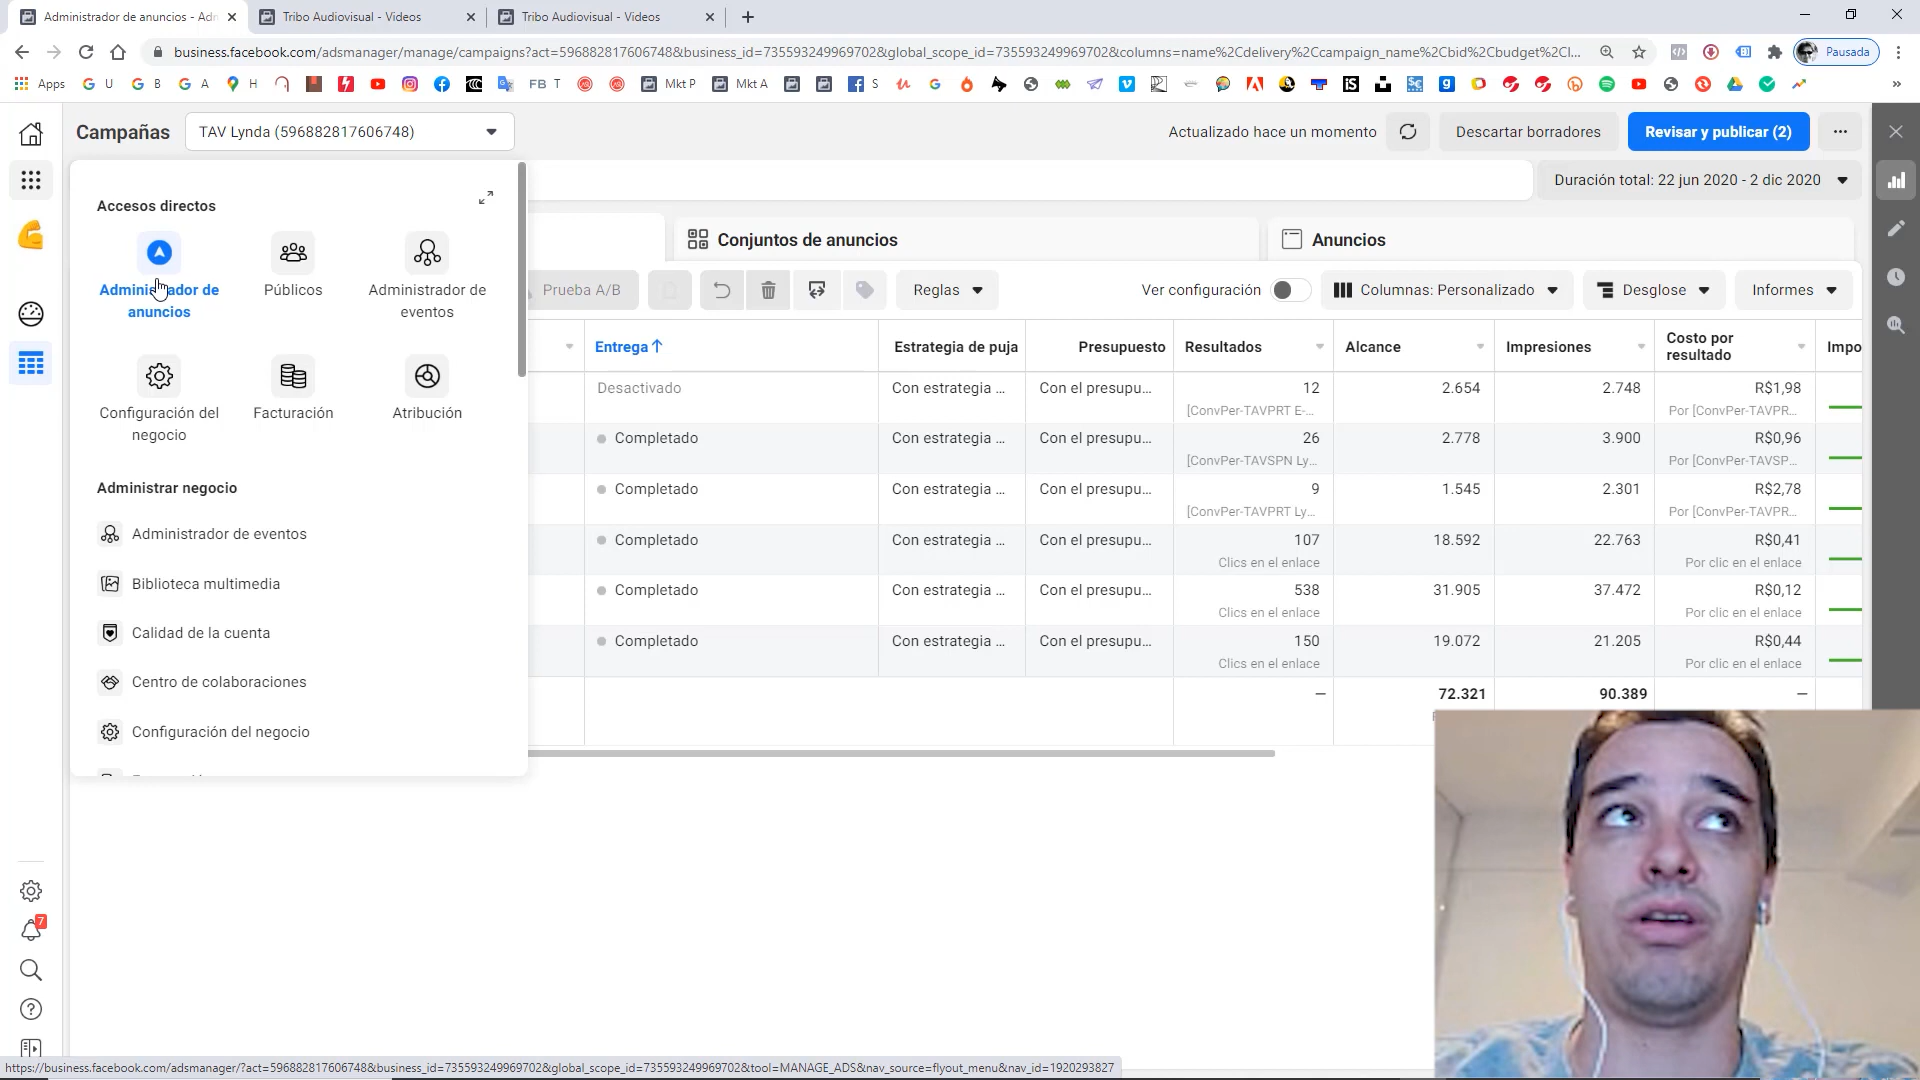 Administrador de anuncios - Adm
Tribo Audiovisual - Videos
Tribo Audiovisual - Videos
business.facebook.com/adsmanager/manage/campaigns?act=596882817606748&business_id=735593249969702&global_scope_id=735593249969702&columns=name%2Cdelivery%2Ccampaign_name%2Cbid%2Cbudget%2Cl...
Pausada
Apps
U
B
A
H
FB T
Mkt P
Mkt A
S
Campañas
TAV Lynda (596882817606748)
Actualizado hace un momento
Descartar borradores
Revisar y publicar (2)
Duración total: 22 jun 2020 - 2 dic 2020
Accesos directos
Administrador de anuncios
Públicos
Administrador de eventos
Configuración del negocio
Facturación
Atribución
Administrar negocio
Administrador de eventos
Biblioteca multimedia
Calidad de la cuenta
Centro de colaboraciones
Configuración del negocio
Conjuntos de anuncios
Anuncios
Prueba A/B
Reglas
Ver configuración
Columnas: Personalizado
Desglose
Informes
Entrega
Estrategia de puja
Presupuesto
Resultados
Alcance
Impresiones
Costo por resultado
Impo
Desactivado
Con estrategia ...
Con el presupu...
12
2.654
2.748
R$1,98
[ConvPer-TAVPRT E-...
Por [ConvPer-TAVPR...
Completado
Con estrategia ...
Con el presupu...
26
2.778
3.900
R$0,96
[ConvPer-TAVSPN Ly...
Por [ConvPer-TAVSP...
Completado
Con estrategia ...
Con el presupu...
9
1.545
2.301
R$2,78
[ConvPer-TAVPRT Ly...
Por [ConvPer-TAVPR...
Completado
Con estrategia ...
Con el presupu...
107
18.592
22.763
R$0,41
Clics en el enlace
Por clic en el enlace
Completado
Con estrategia ...
Con el presupu...
538
31.905
37.472
R$0,12
Clics en el enlace
Por clic en el enlace
Completado
Con estrategia ...
Con el presupu...
150
19.072
21.205
R$0,44
Clics en el enlace
Por clic en el enlace
—
72.321
90.389
—
7
https://business.facebook.com/adsmanager/?act=596882817606748&business_id=735593249969702&global_scope_id=735593249969702&tool=MANAGE_ADS&nav_source=flyout_menu&nav_id=1920293827